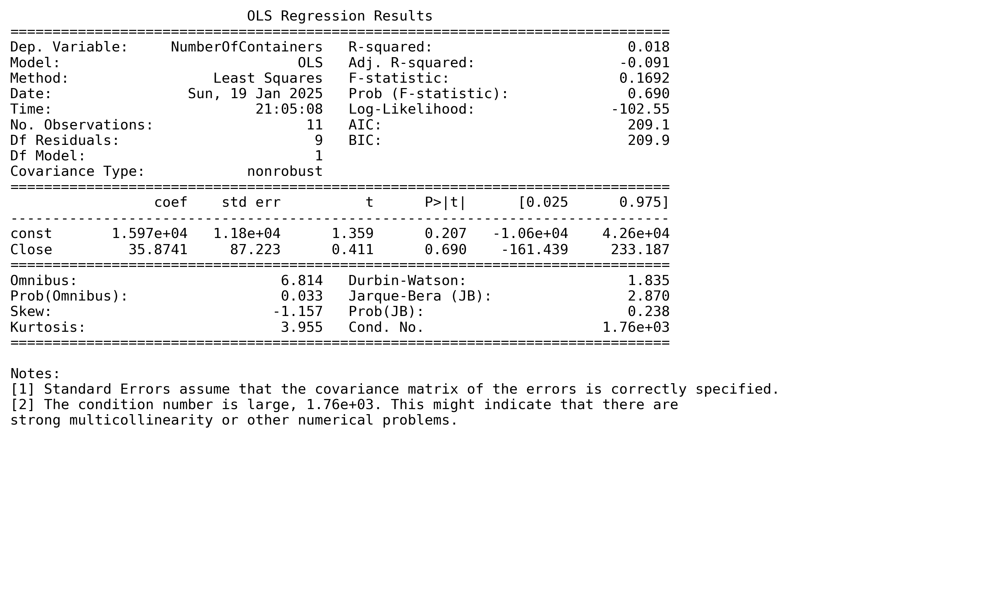 OLS Regression Results
==============================================================================
Dep. Variable:     NumberOfContainers   R-squared:                       0.018
Model:                            OLS   Adj. R-squared:                 -0.091
Method:                 Least Squares   F-statistic:                    0.1692
Date:                Sun, 19 Jan 2025   Prob (F-statistic):              0.690
Time:                        21:05:08   Log-Likelihood:                -102.55
No. Observations:                  11   AIC:                             209.1
Df Residuals:                       9   BIC:                             209.9
Df Model:                           1
Covariance Type:            nonrobust
==============================================================================
                 coef    std err          t      P>|t|      [0.025      0.975]
------------------------------------------------------------------------------
const       1.597e+04   1.18e+04      1.359      0.207   -1.06e+04    4.26e+04
Close         35.8741     87.223      0.411      0.690    -161.439     233.187
==============================================================================
Omnibus:                        6.814   Durbin-Watson:                   1.835
Prob(Omnibus):                  0.033   Jarque-Bera (JB):                2.870
Skew:                          -1.157   Prob(JB):                        0.238
Kurtosis:                       3.955   Cond. No.                     1.76e+03
==============================================================================
Notes:
[1] Standard Errors assume that the covariance matrix of the errors is correctly specified.
[2] The condition number is large, 1.76e+03. This might indicate that there are
strong multicollinearity or other numerical problems.